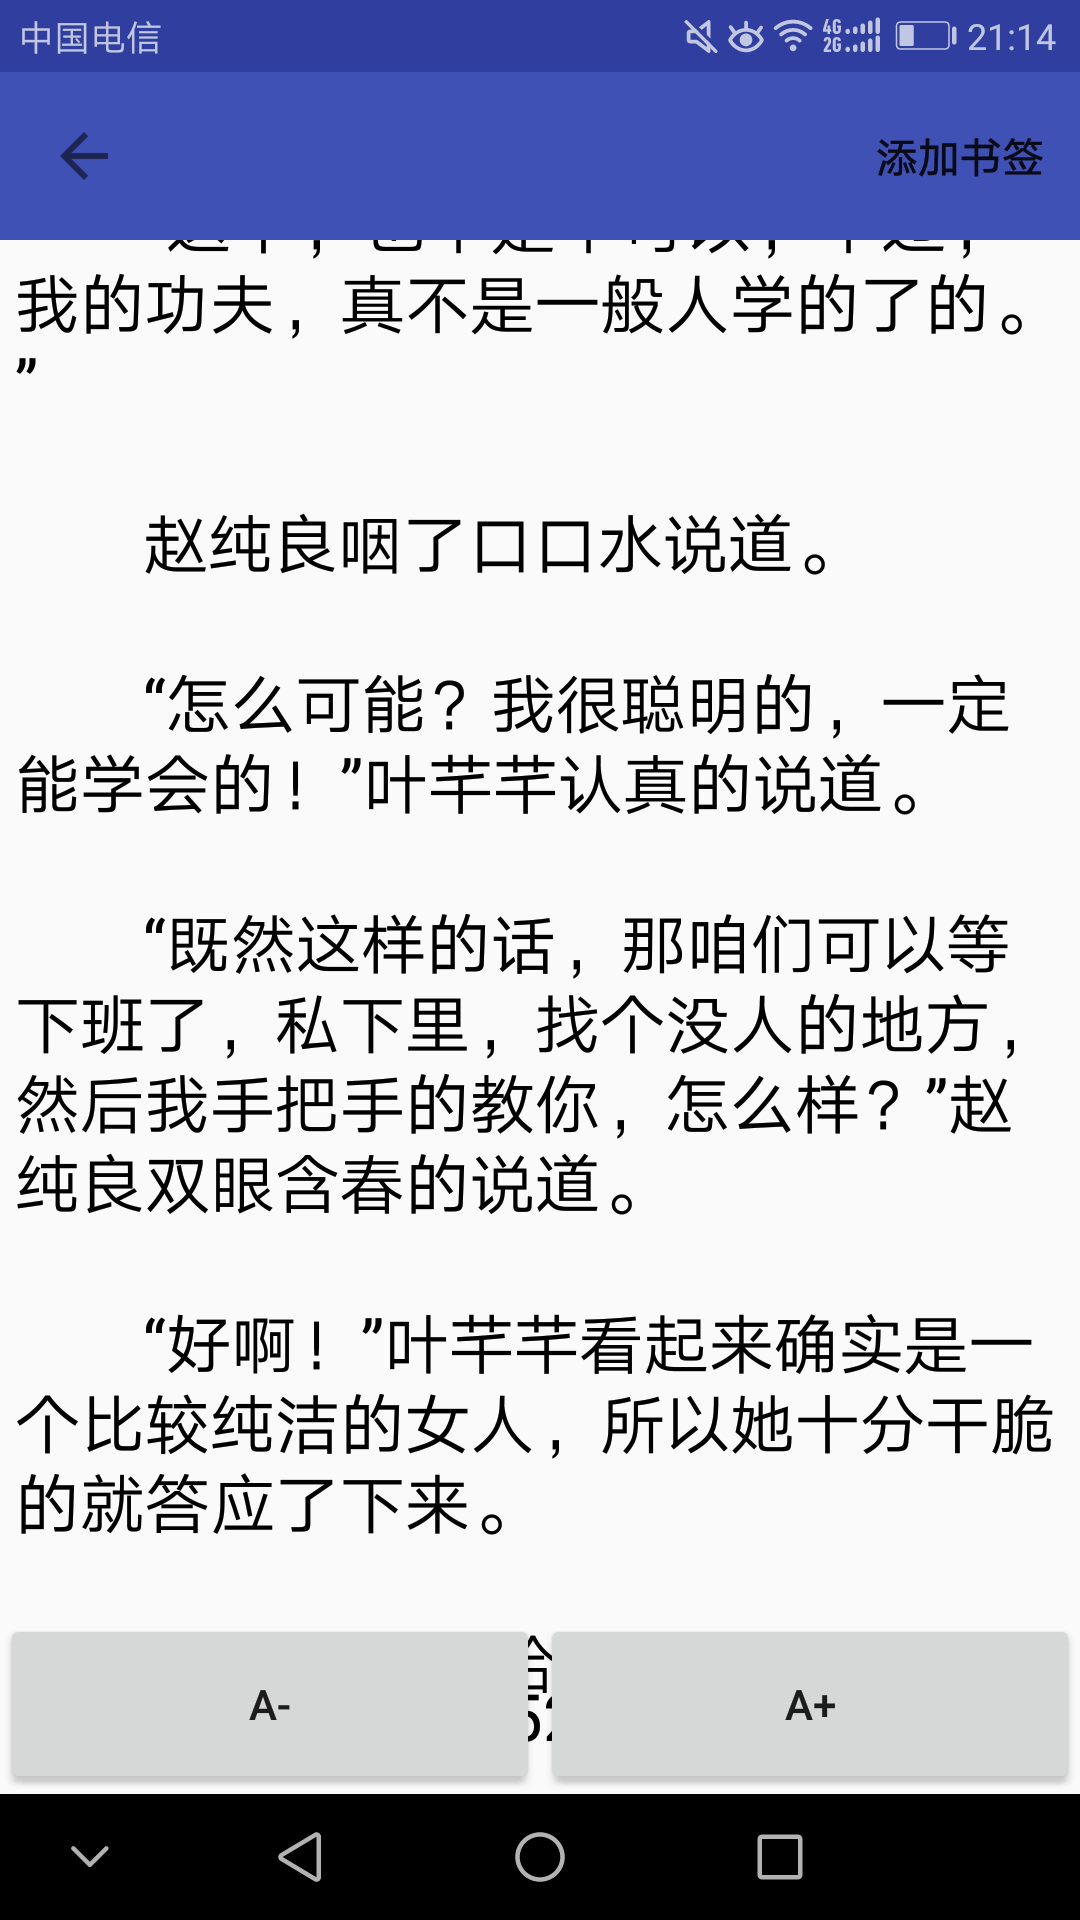 中国电信
4G
2G
21:14
添加书签
我的功夫，真不是一般人学的了的。
”
赵纯良咽了口口水说道。
“怎么可能？我很聪明的，一定
能学会的！”叶芊芊认真的说道。
“既然这样的话，那咱们可以等
下班了，私下里，找个没人的地方，
然后我手把手的教你，怎么样？”赵
纯良双眼含春的说道。
“好啊！”叶芊芊看起来确实是一
个比较纯洁的女人，所以她十分干脆
的就答应了下来。
A-
A+